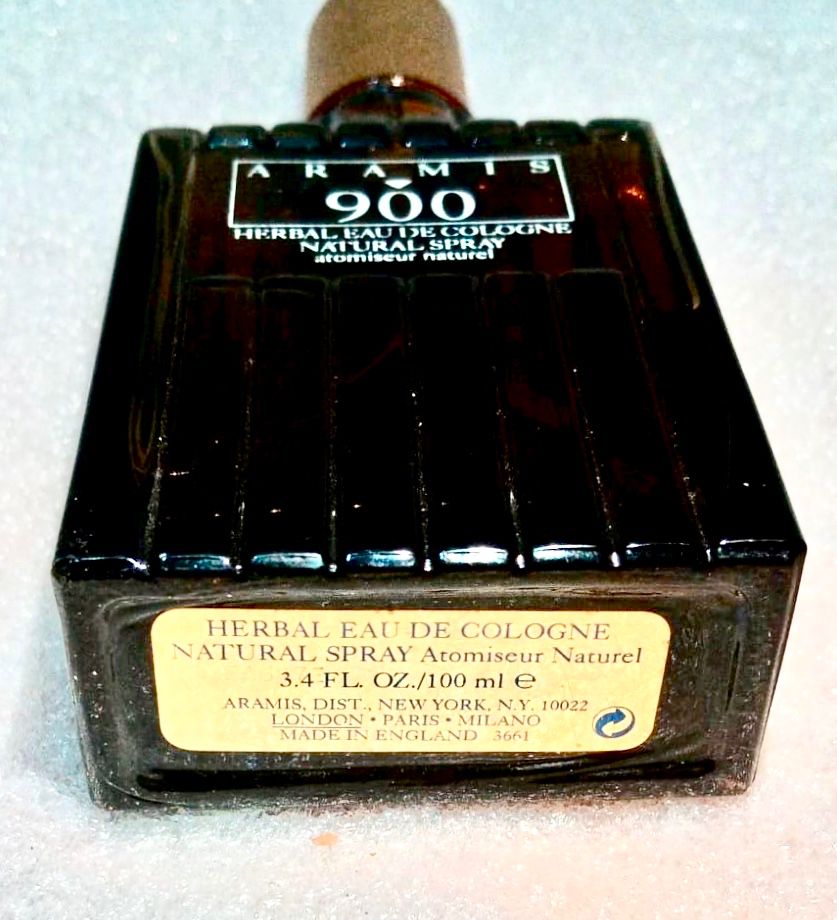 ARAMIS
900
HERBAL EAU DE COLOGNE
NATURAL SPRAY
atomiseur naturel
HERBAL EAU DE COLOGNE
NATURAL SPRAY Atomiseur Naturel
3.4 FL. OZ./100 ml ℮
ARAMIS, DIST., NEW YORK, N.Y. 10022
LONDON • PARIS • MILANO
MADE IN ENGLAND 3661